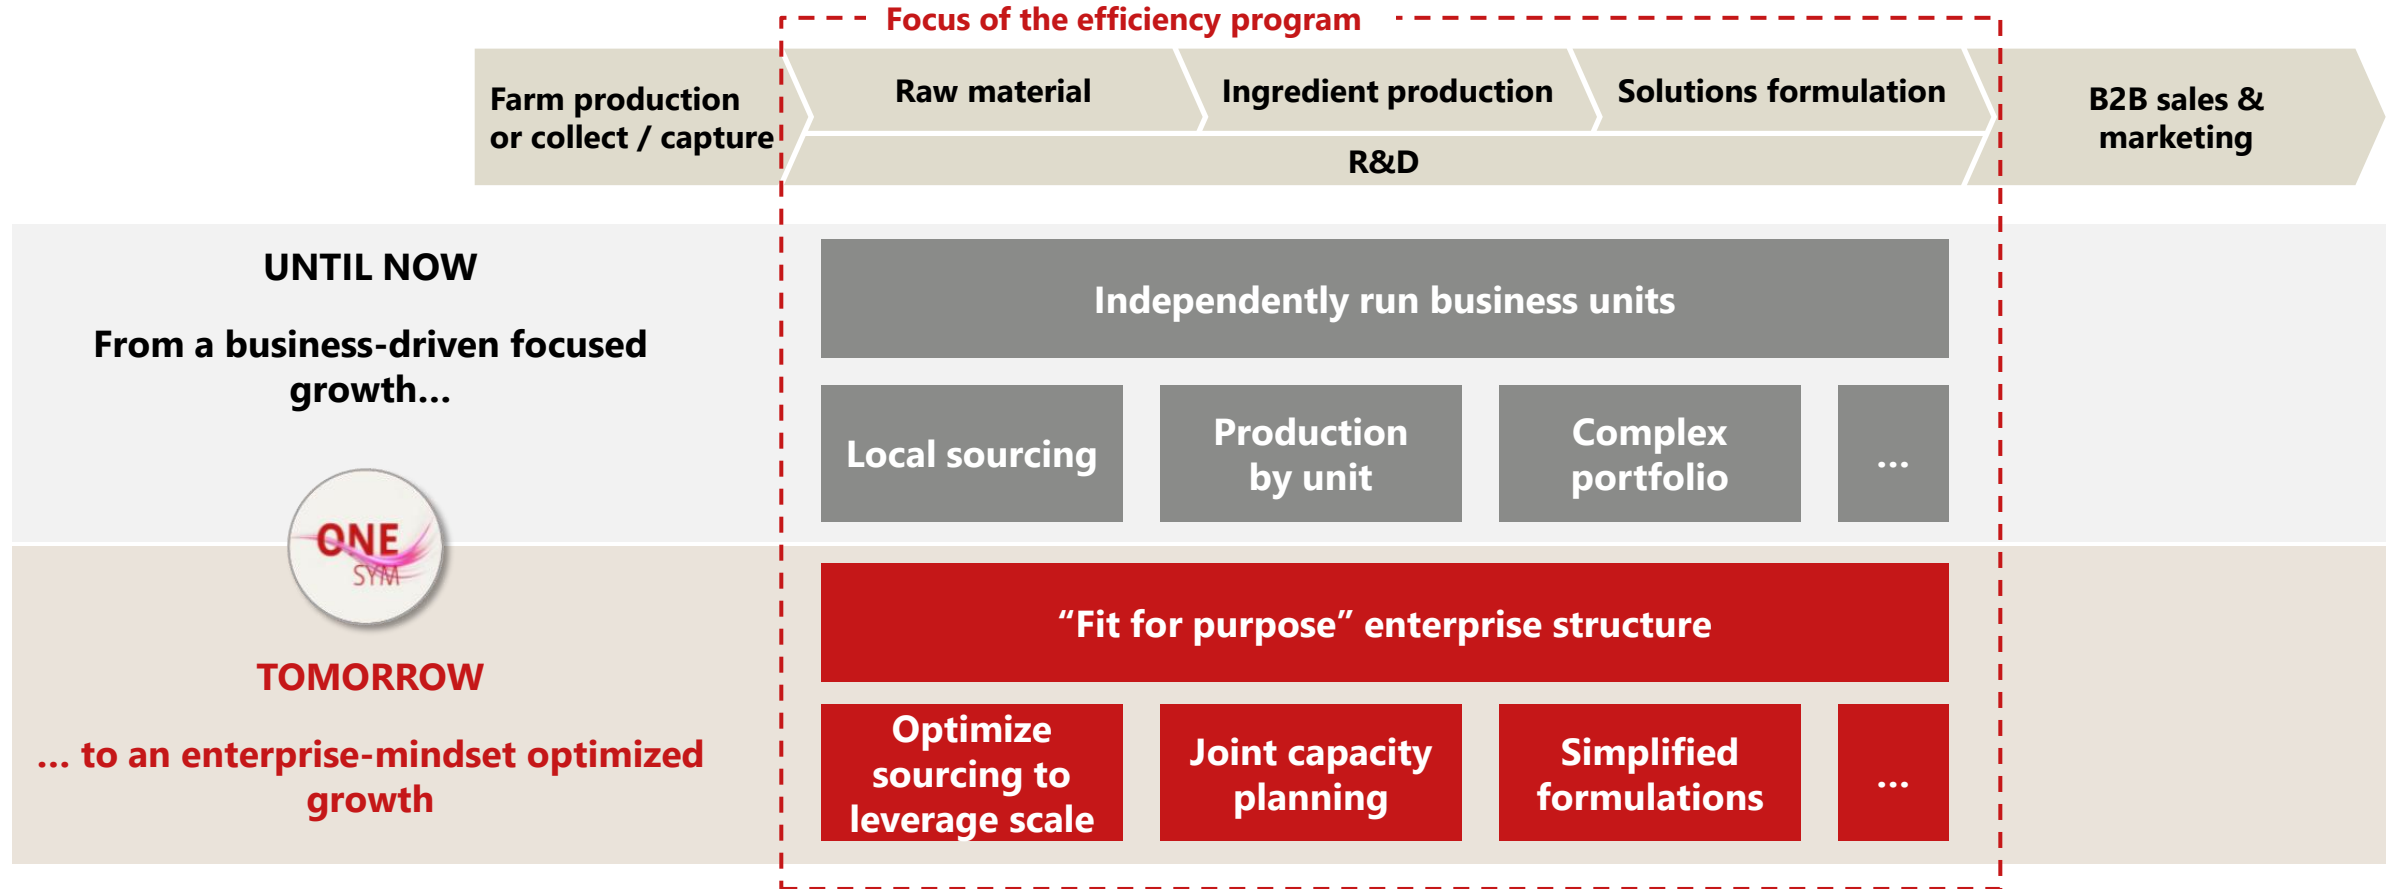 Focus of the efficiency program
Farm production
or collect / capture
Raw material
Ingredient production
Solutions formulation
R&D
B2B sales &
marketing
UNTIL NOW
From a business-driven focused
growth...
Independently run business units
Local sourcing
Production
by unit
Complex
portfolio
...
ONE
SYM
TOMORROW
... to an enterprise-mindset optimized
growth
“Fit for purpose” enterprise structure
Optimize
sourcing to
leverage scale
Joint capacity
planning
Simplified
formulations
...